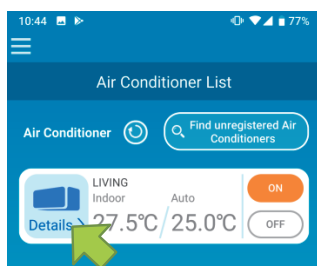 10:44 77%
Air Conditioner List
Air Conditioner Find unregistered Air
Conditioners
LIVING
Indoor Auto ON
Details 27.5℃ 25.0℃ OFF